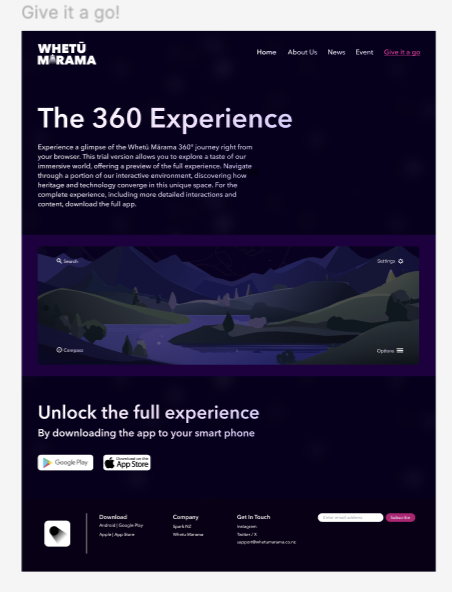 Give it a go!
WHETŪ
MĀRAMA
Home About Us News Event Give it a go
The 360 Experience
Experience a glimpse of the Whetū Mārama 360° journey right from
your browser. This trial version allows you to explore a taste of our
immersive world, offering a preview of the full experience. Navigate
through a portion of our interactive environment, discovering how
heritage and technology converge in this unique space. For the
complete experience, including more detailed interactions and
content, download the full app.
Search Settings
Compass Options
Unlock the full experience
By downloading the app to your smart phone
Google Play
Download on the
App Store
Download Company Get In Touch
Android | Google Play Spark NZ Instagram
Apple | App Store Whetu Marama Twitter / X
support@whetumarama.co.nz
Enter email address Subscribe